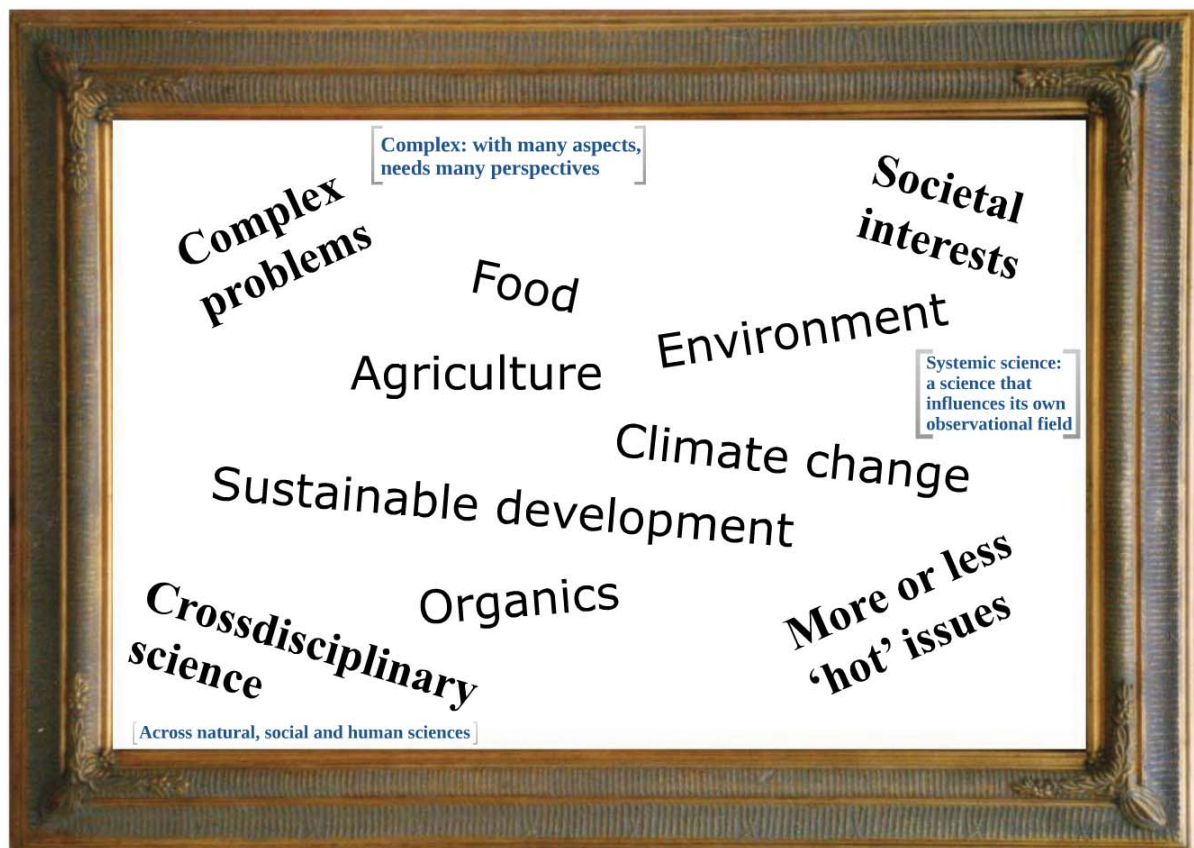 Complex: with many aspects,
needs many perspectives
Complex
problems
Societal
interests
Food
Environment
Agriculture
Systemic science:
a science that
influences its own
observational field
Climate change
Sustainable development
Organics
More or less
‘hot’ issues
Crossdisciplinary
science
Across natural, social and human sciences